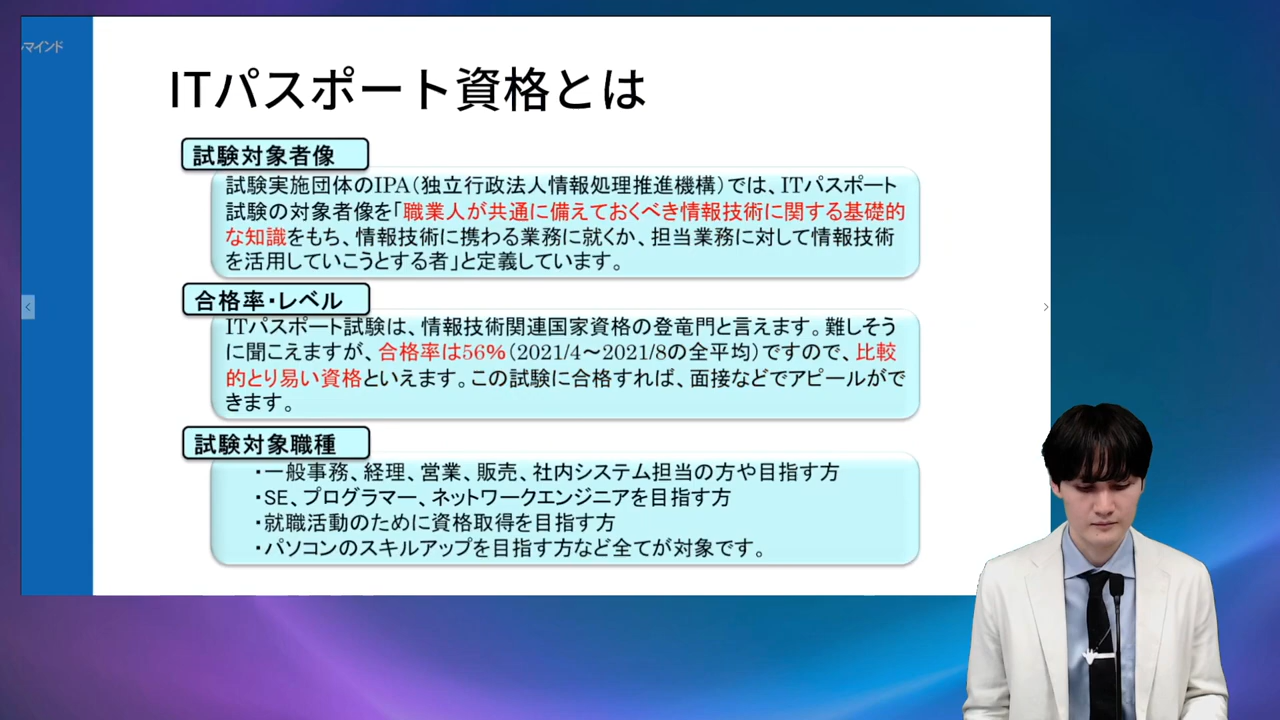 マインド
ITパスポート資格とは
試験対象者像
試験実施団体のIPA(独立行政法人情報処理推進機構)では、ITパスポート
試験の対象者像を「職業人が共通に備えておくべき情報技術に関する基礎的
な知識をもち、情報技術に携わる業務に就くか、担当業務に対して情報技術
を活用していこうとする者」と定義しています。
合格率・レベル
ITパスポート試験は、情報技術関連国家資格の登竜門と言えます。難しそう
に聞こえますが、合格率は56%(2021/4～2021/8の全平均)ですので、比較
的とり易い資格といえます。この試験に合格すれば、面接などでアピールがで
きます。
試験対象職種
・一般事務、経理、営業、販売、社内システム担当の方や目指す方
・SE、プログラマー、ネットワークエンジニアを目指す方
・就職活動のために資格取得を目指す方
・パソコンのスキルアップを目指す方など全てが対象です。